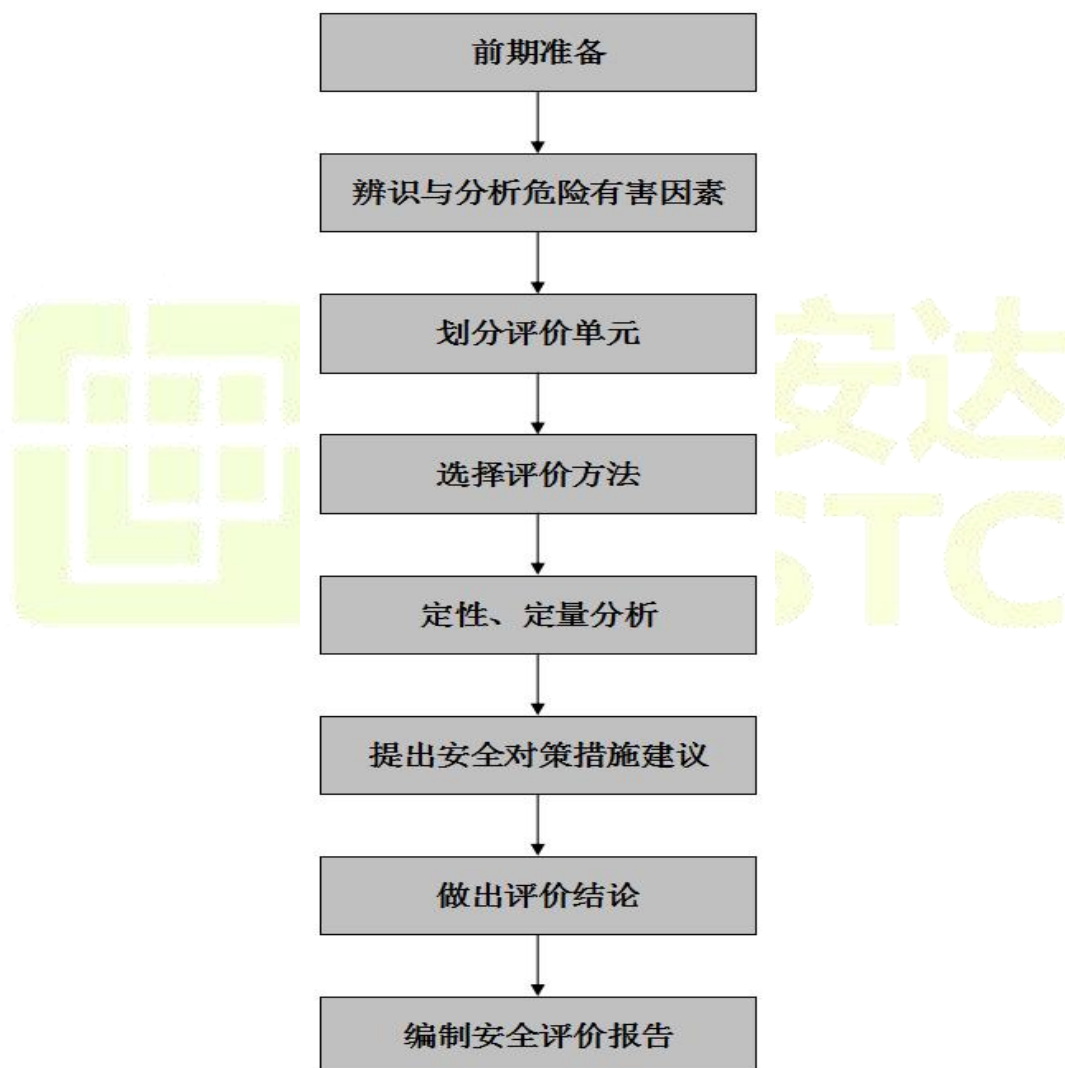 前期准备
辨识与分析危险有害因素
划分评价单元
安达
选择评价方法
STC
定性、定量分析
提出安全对策措施建议
做出评价结论
编制安全评价报告